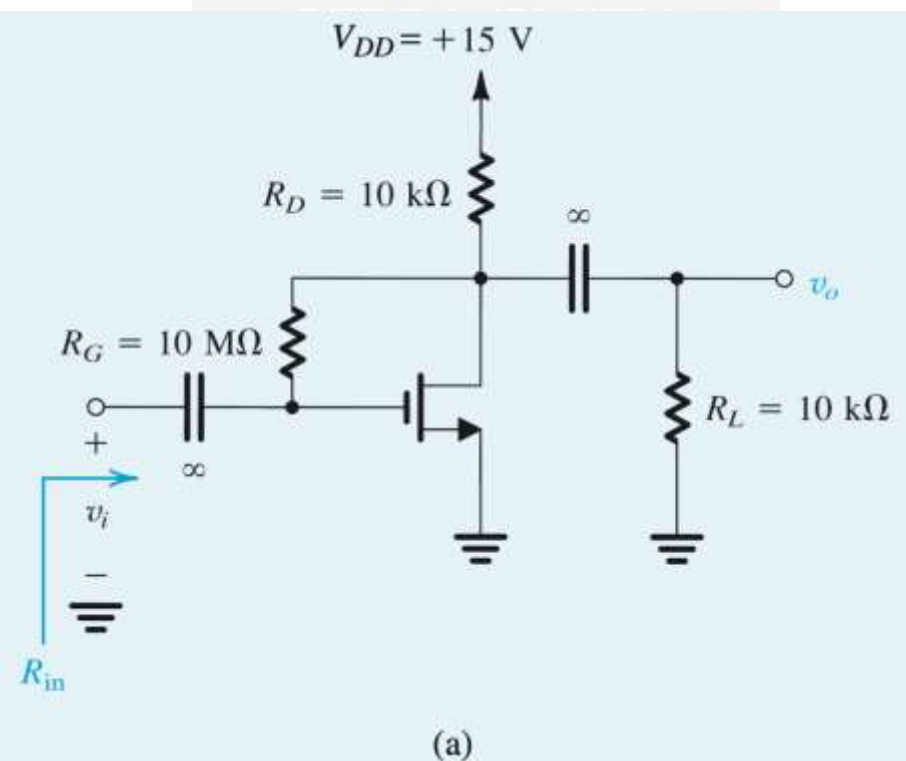 V_DD = +15 V
R_D = 10 kΩ
∞
v_o
R_G = 10 MΩ
R_L = 10 kΩ
+
∞
v_i
−
R_in
(a)